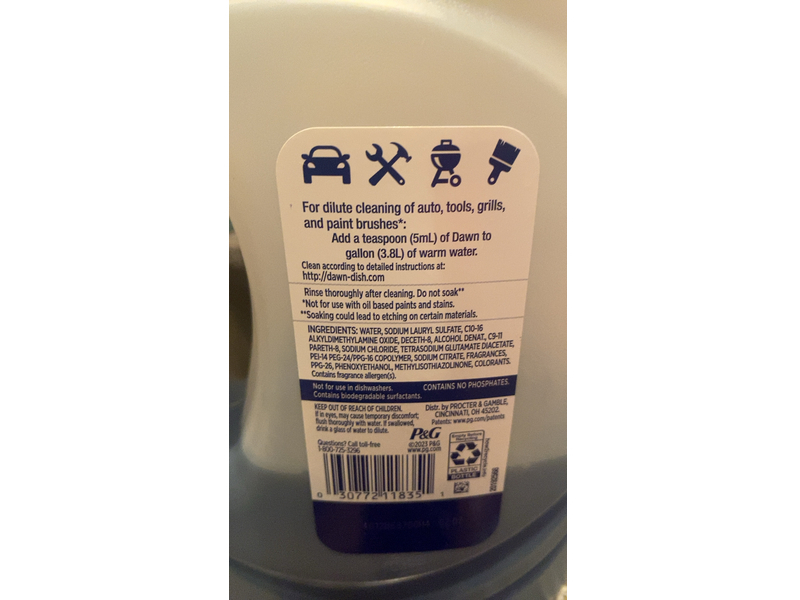 For dilute cleaning of auto, tools, grills,
and paint brushes*:
Add a teaspoon (5mL) of Dawn to
gallon (3.8L) of warm water.
Clean according to detailed instructions at:
http://dawn-dish.com
Rinse thoroughly after cleaning. Do not soak**
*Not for use with oil based paints and stains.
**Soaking could lead to etching on certain materials.
INGREDIENTS: WATER, SODIUM LAURYL SULFATE, C10-16
ALKYLDIMETHYLAMINE OXIDE, DECETH-8, ALCOHOL DENAT., C9-11
PARETH-8, SODIUM CHLORIDE, TETRASODIUM GLUTAMATE DIACETATE,
PEI-14 PEG-24/PPG-16 COPOLYMER, SODIUM CITRATE, FRAGRANCES,
PPG-26, PHENOXYETHANOL, METHYLISOTHIAZOLINONE, COLORANTS.
Contains fragrance allergen(s).
Not for use in dishwashers. CONTAINS NO PHOSPHATES.
Contains biodegradable surfactants.
KEEP OUT OF REACH OF CHILDREN.
If in eyes, may cause temporary discomfort;
flush thoroughly with water. If swallowed,
drink a glass of water to dilute.
Distr. by PROCTER & GAMBLE,
CINCINNATI, OH 45202.
Patents: www.pg.com/patents
Questions? Call toll-free
1-800-725-3296
P&G
©2023 P&G
www.pg.com
Empty Before
Recycling
PLASTIC
BOTTLE
0 30772 11835 1